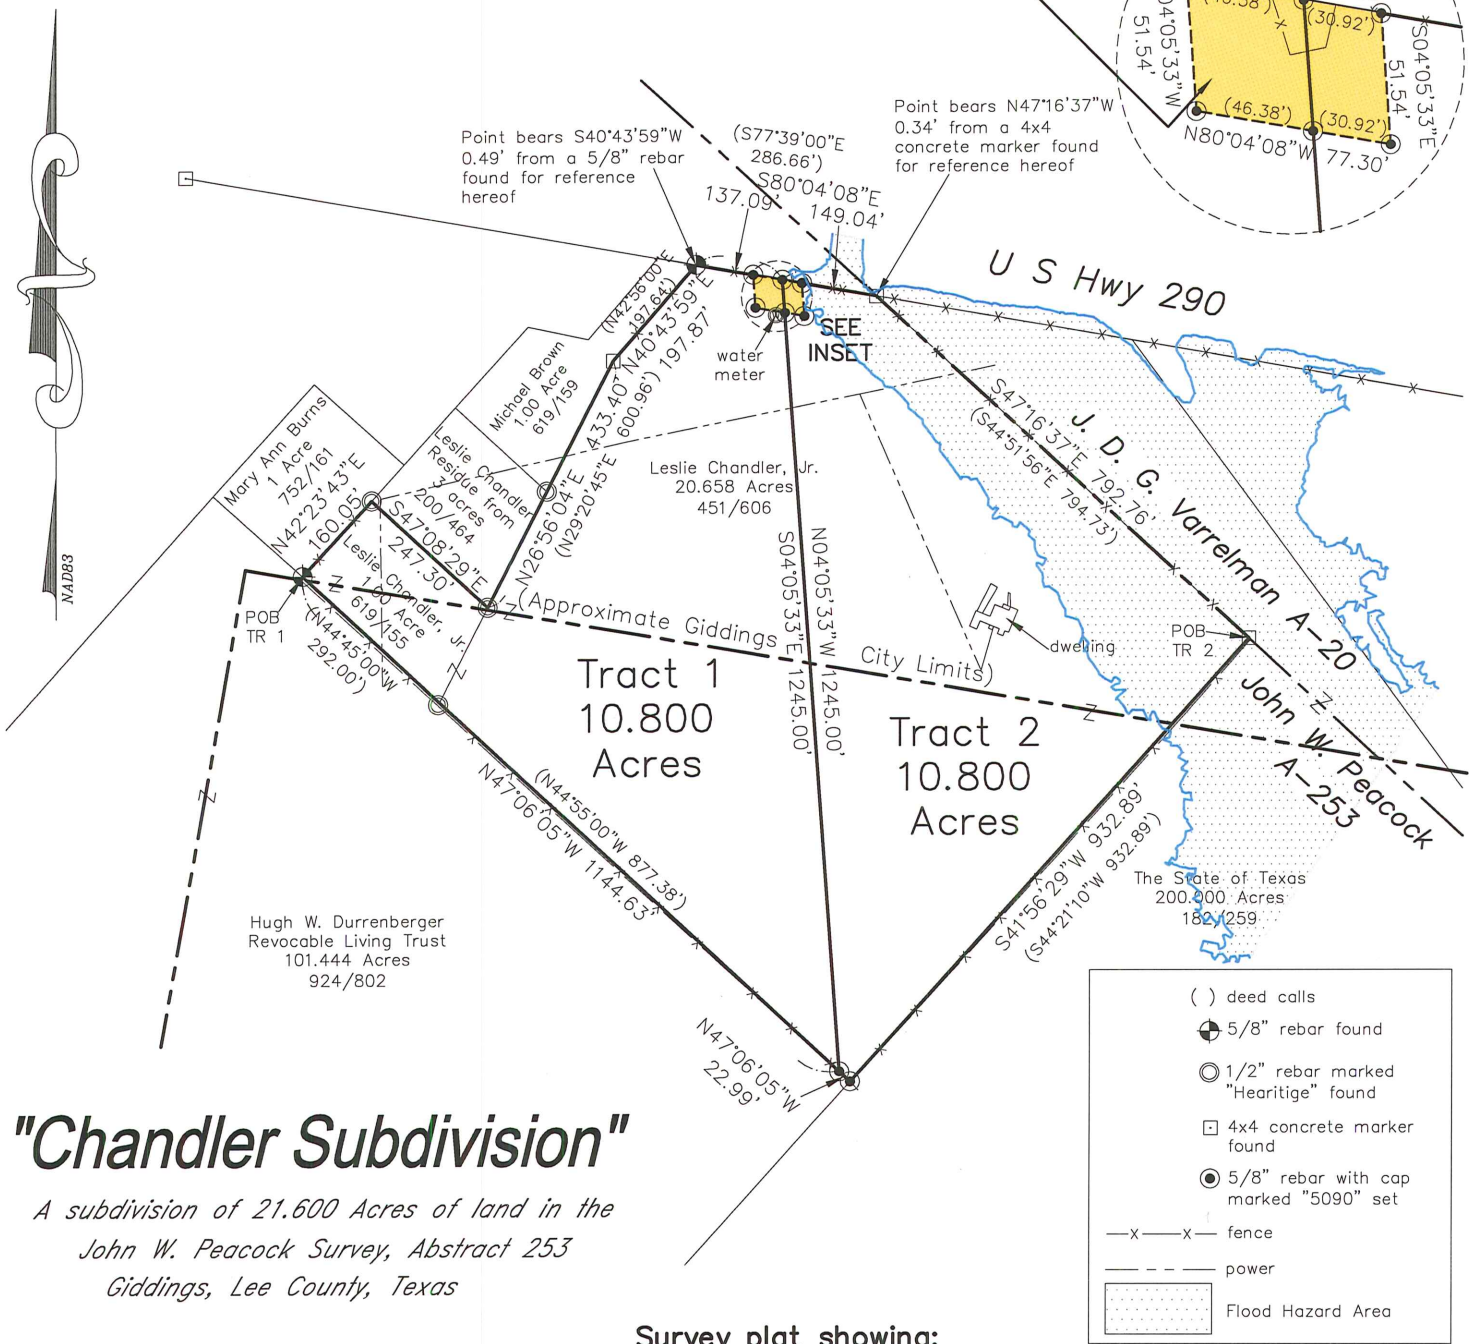 (30.92')
S04°05'33"E
51.54'
04°05'33"W
51.54'
(46.38')
(30.92')
N80°04'08"W 77.30'
Point bears S40°43'59"W
0.49' from a 5/8" rebar
found for reference
hereof
(S77°39'00"E
286.66')
S80°04'08"E
137.09'
149.04'
Point bears N47°16'37"W
0.34' from a 4x4
concrete marker found
for reference hereof
U S Hwy 290
SEE
INSET
water
meter
(N42°56'00"E
197.64')
N40°43'59"E
197.87'
Michael Brown
1.00 Acre
619/159
Mary Ann Burns
1 Acre
752/161
N42°23'43"E
160.05'
Leslie Chandler
Residue from
3 acres
200/464
S47°08'29"E
247.30'
N26°56'04"E 433.40'
(N29°20'45"E 600.96')
Leslie Chandler, Jr.
1.00 Acre
619/155
Leslie Chandler, Jr.
20.658 Acres
451/606
S47°16'37"E 792.76'
(S44°51'56"E 794.73')
J. D. G. Varrelman A-20
NAD83
POB
TR 1
(N44°45'00"W
292.00')
(Approximate Giddings City Limits)
S04°05'33"E 1245.00'
N04°05'33"W 1245.00'
dwelling
POB
TR 2
John W. Peacock
A-253
Tract 1
10.800
Acres
Tract 2
10.800
Acres
(N44°55'00"W 877.38')
N47°06'05"W 1144.63'
S41°56'29"W 932.89'
(S44°21'10"W 932.89')
The State of Texas
200.000 Acres
182/259
Hugh W. Durrenberger
Revocable Living Trust
101.444 Acres
924/802
N47°06'05"W
22.99'
( ) deed calls
5/8" rebar found
1/2" rebar marked
"Hearitige" found
4x4 concrete marker
found
5/8" rebar with cap
marked "5090" set
fence
power
Flood Hazard Area
"Chandler Subdivision"
A subdivision of 21.600 Acres of land in the
John W. Peacock Survey, Abstract 253
Giddings, Lee County, Texas
Survey plat showing: